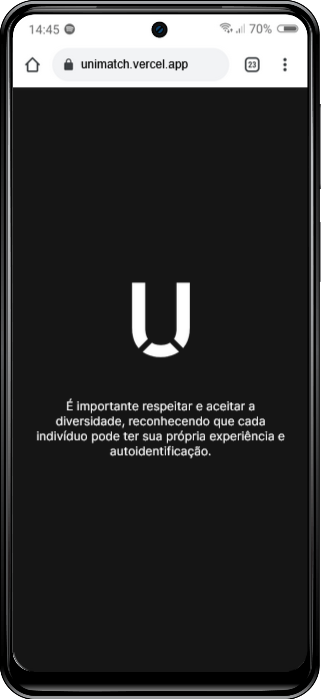 14:45 70%
unimatch.vercel.app 23
U
É importante respeitar e aceitar a
diversidade, reconhecendo que cada
indivíduo pode ter sua própria experiência e
autoidentificação.